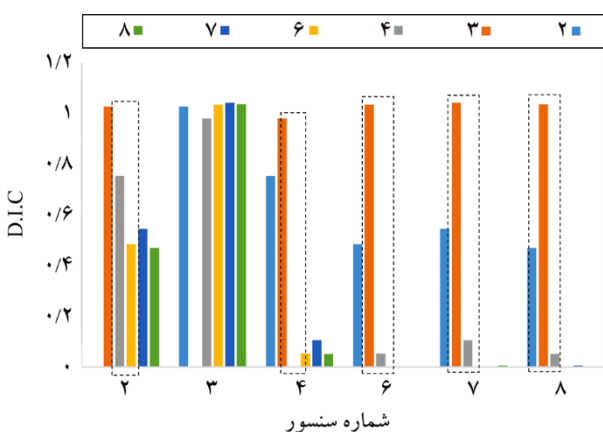 ۸ ۷ ۶ ۴ ۳ ۲
۱/۲
۱
۰/۸
۰/۶
۰/۴
۰/۲
۰
D.I.C
۲ ۳ ۴ ۶ ۷ ۸
شماره سنسور